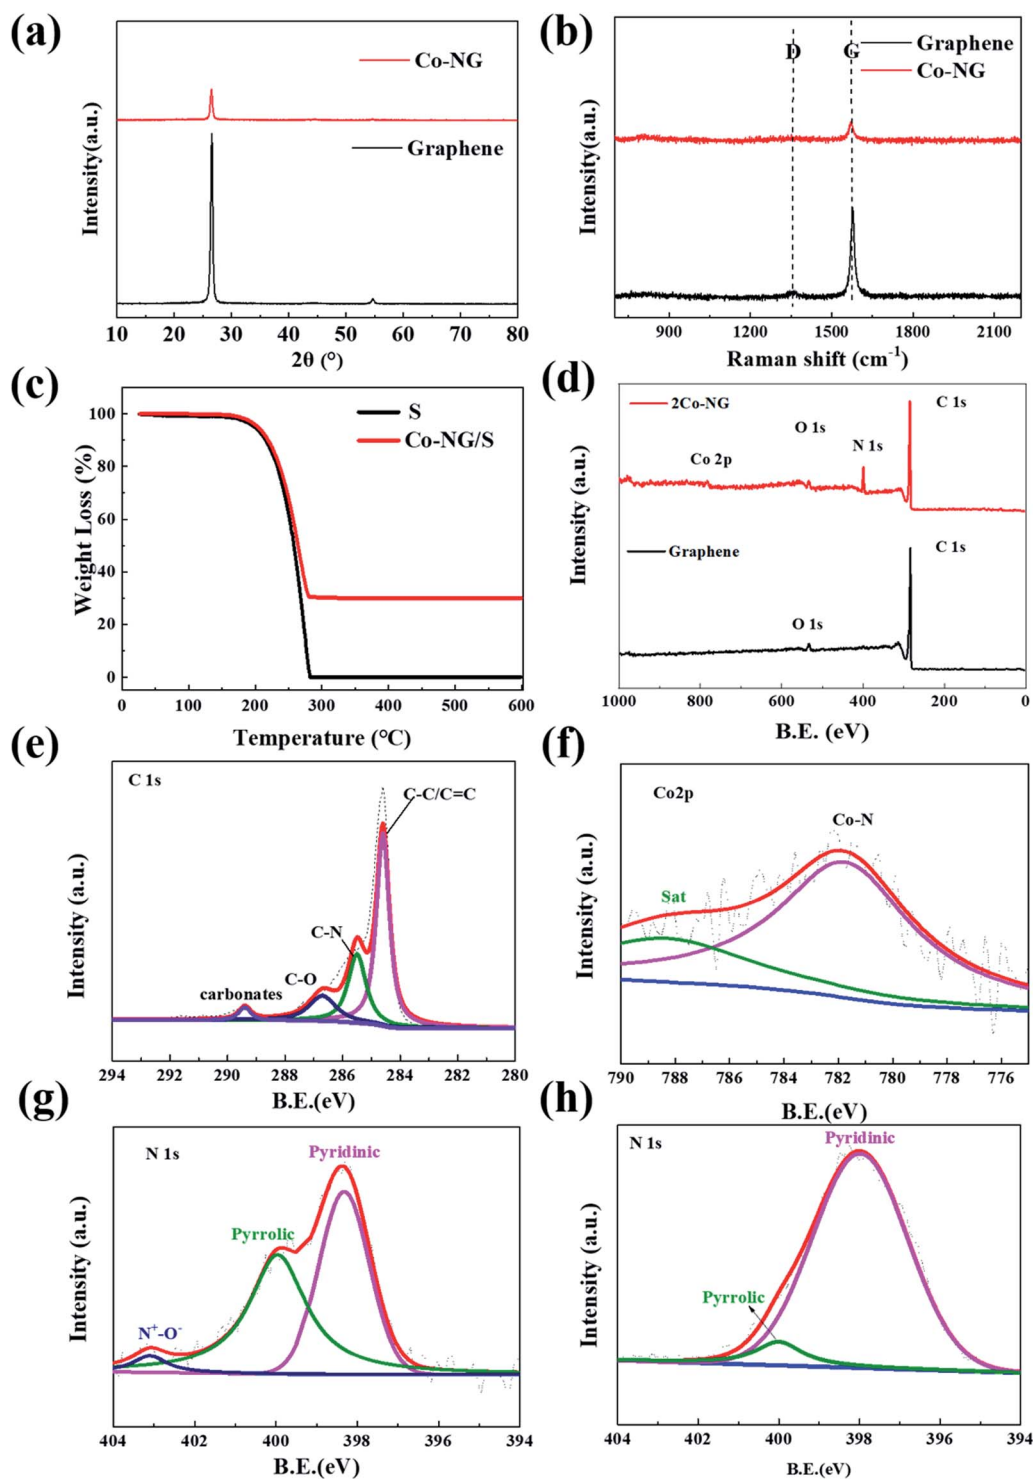 (a)
Co-NG
Graphene
Intensity(a.u.)
10 20 30 40 50 60 70 80
2θ (°)
(b)
D G
Graphene
Co-NG
Intensity(a.u.)
900 1200 1500 1800 2100
Raman shift (cm⁻¹)
(c)
S
Co-NG/S
Weight Loss (%)
100
80
60
40
20
0
0 100 200 300 400 500 600
Temperature (°C)
(d)
2Co-NG
C 1s
O 1s
N 1s
Co 2p
Graphene
C 1s
O 1s
Intensity (a.u.)
1000 800 600 400 200 0
B.E. (eV)
(e)
C 1s
C-C/C=C
C-N
C-O
carbonates
Intensity (a.u.)
294 292 290 288 286 284 282 280
B.E.(eV)
(f)
Co2p
Co-N
Sat
Intensity (a.u.)
790 788 786 784 782 780 778 776
B.E.(eV)
(g)
N 1s
Pyridinic
Pyrrolic
N⁺-O⁻
Intensity (a.u.)
404 402 400 398 396 394
B.E.(eV)
(h)
N 1s
Pyridinic
Pyrrolic
Intensity (a.u.)
404 402 400 398 396 394
B.E.(eV)